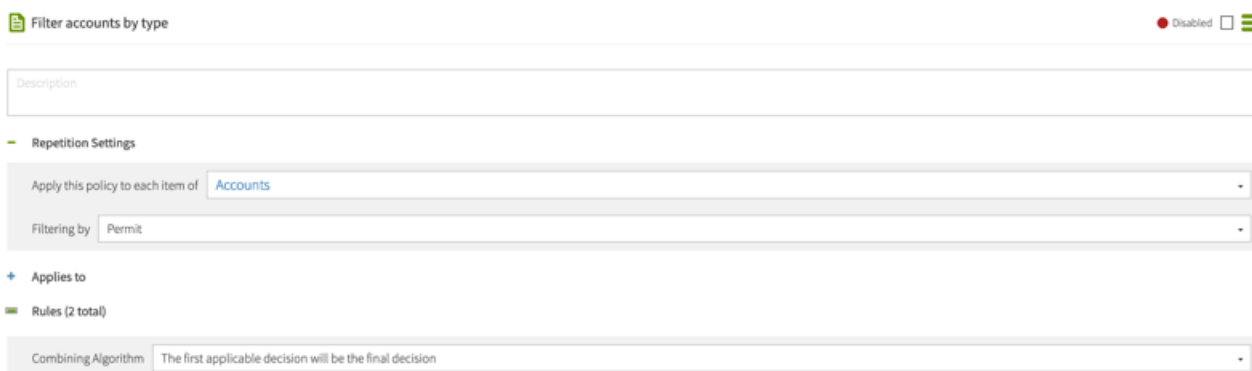 Filter accounts by type
Disabled
Description
Repetition Settings
Apply this policy to each item of Accounts
Filtering by Permit
Applies to
Rules (2 total)
Combining Algorithm The first applicable decision will be the final decision